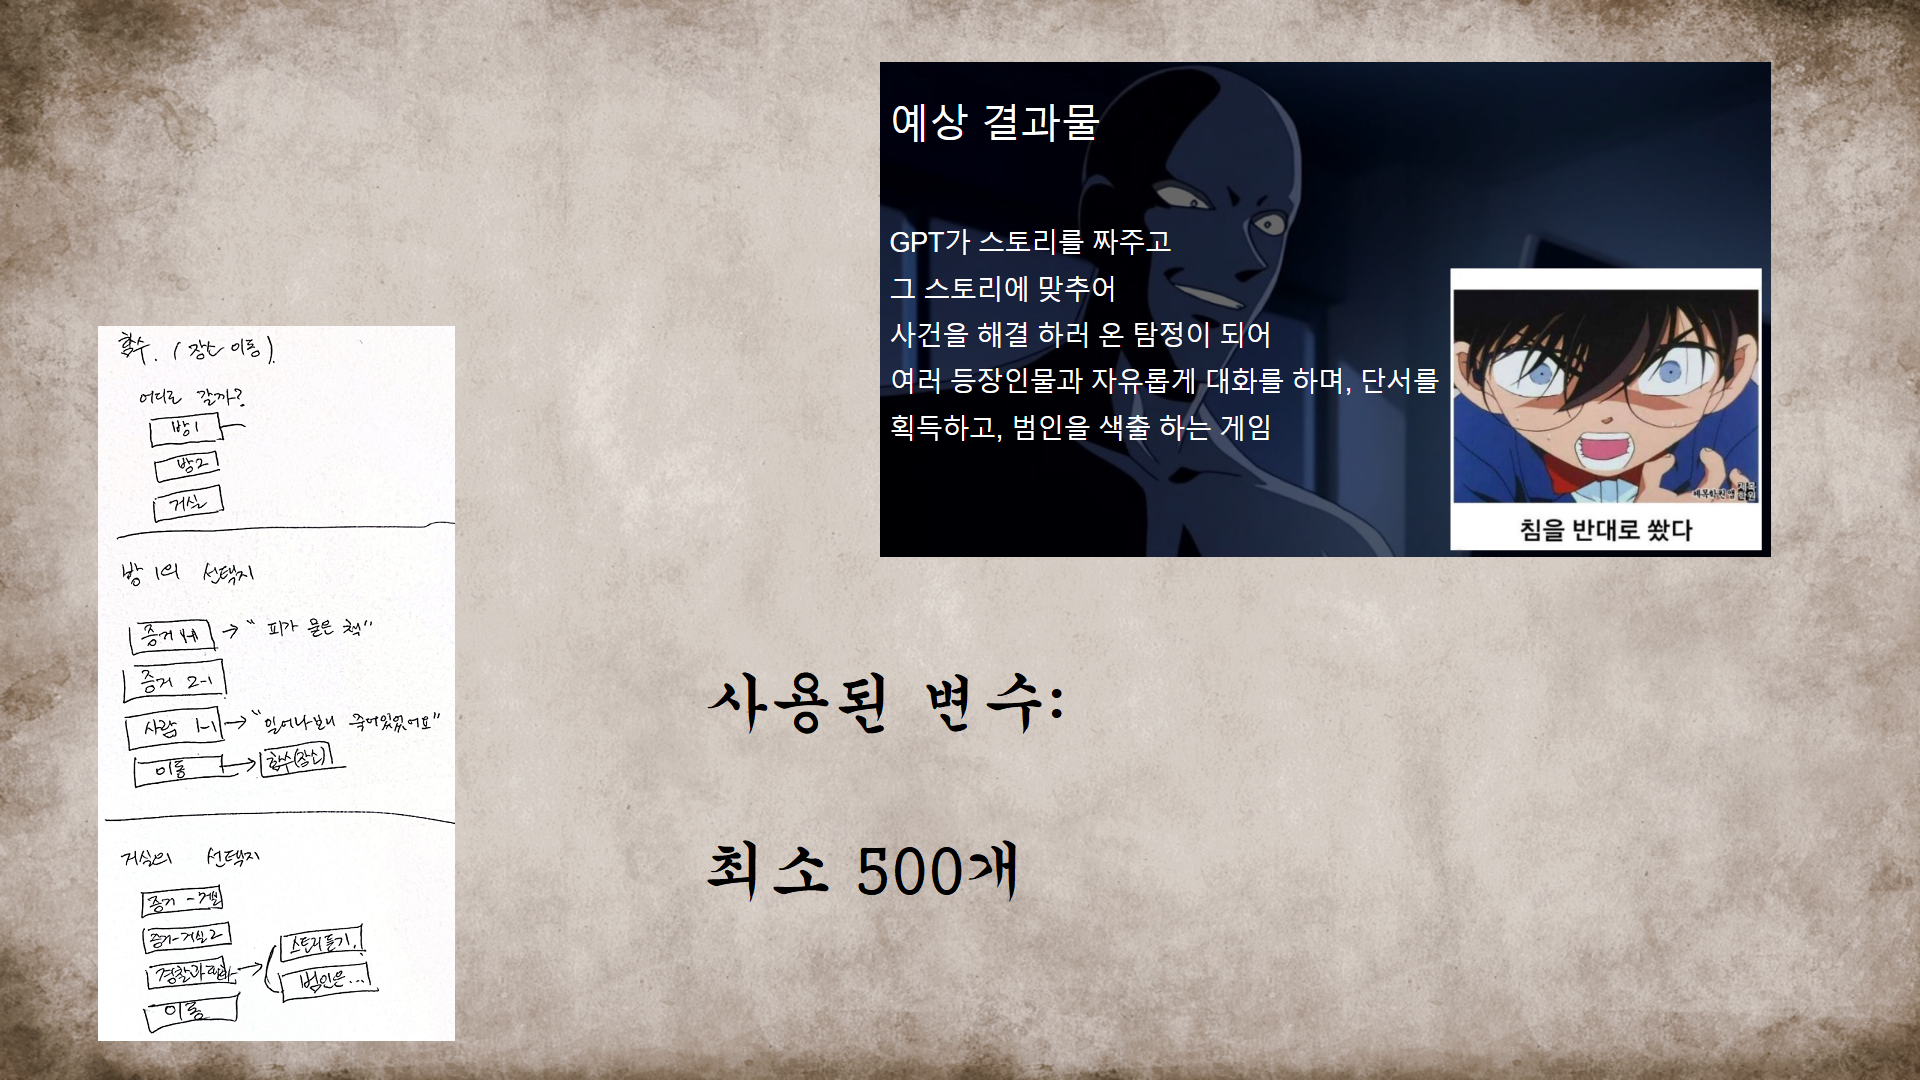 함수. (장소 이동).
어디로 갈까?
방1
방2
거실
방 1의 선택지
증거 → "피가 묻은 책"
증거 2-1
사람 1-1 → "일어나보니 죽어있었어요"
이동 → 함수(장소)
거실의 선택지
증거 -
증거-거실2
경찰과 대화 → 스토리 듣기.
범인은...
이동
예상 결과물
GPT가 스토리를 짜주고
그 스토리에 맞추어
사건을 해결 하러 온 탐정이 되어
여러 등장인물과 자유롭게 대화를 하며, 단서를
획득하고, 범인을 색출 하는 게임
침을 반대로 쐈다
사용된 변수:
최소 500개